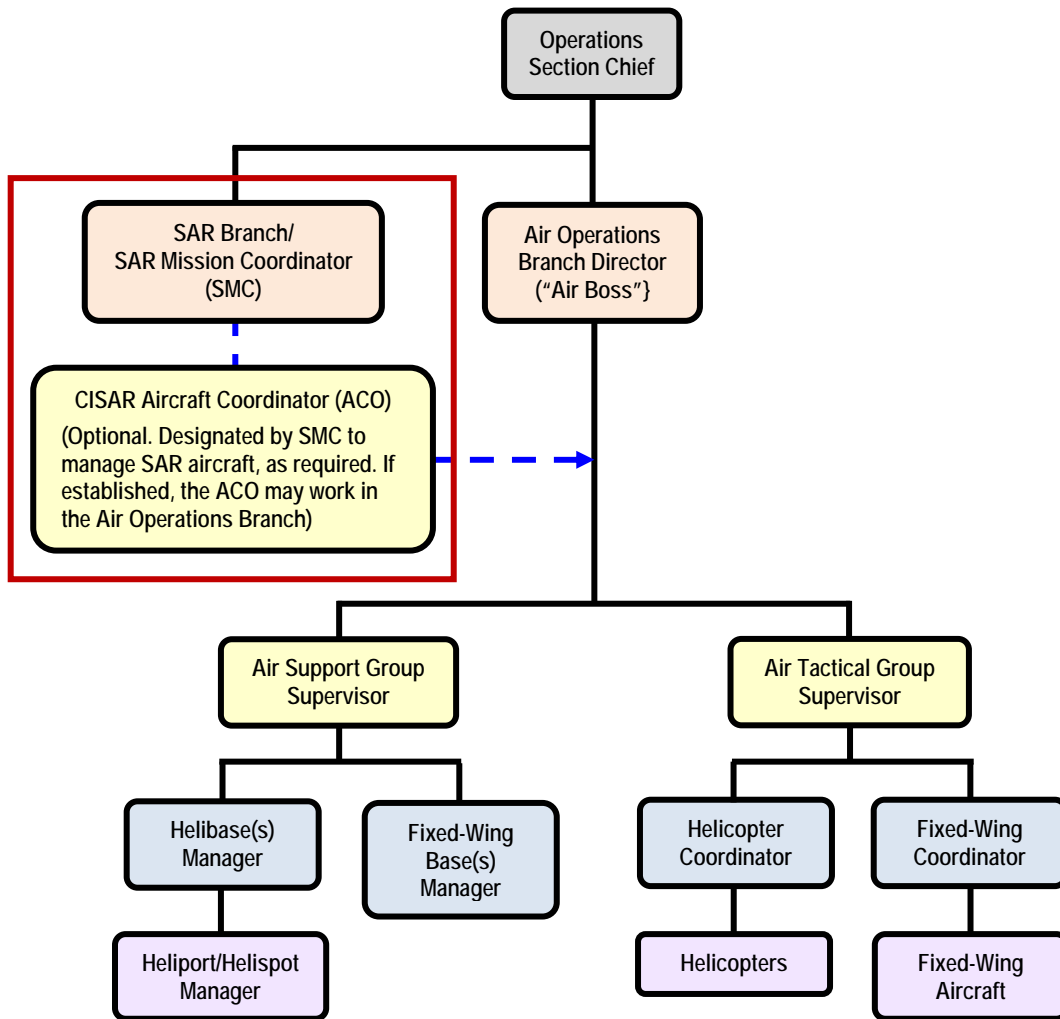 Operations
Section Chief
SAR Branch/
SAR Mission Coordinator
(SMC)
Air Operations
Branch Director
(“Air Boss”}
CISAR Aircraft Coordinator (ACO)
(Optional. Designated by SMC to
manage SAR aircraft, as required. If
established, the ACO may work in
the Air Operations Branch)
Air Support Group
Supervisor
Air Tactical Group
Supervisor
Helibase(s)
Manager
Fixed-Wing
Base(s)
Manager
Helicopter
Coordinator
Fixed-Wing
Coordinator
Heliport/Helispot
Manager
Helicopters
Fixed-Wing
Aircraft